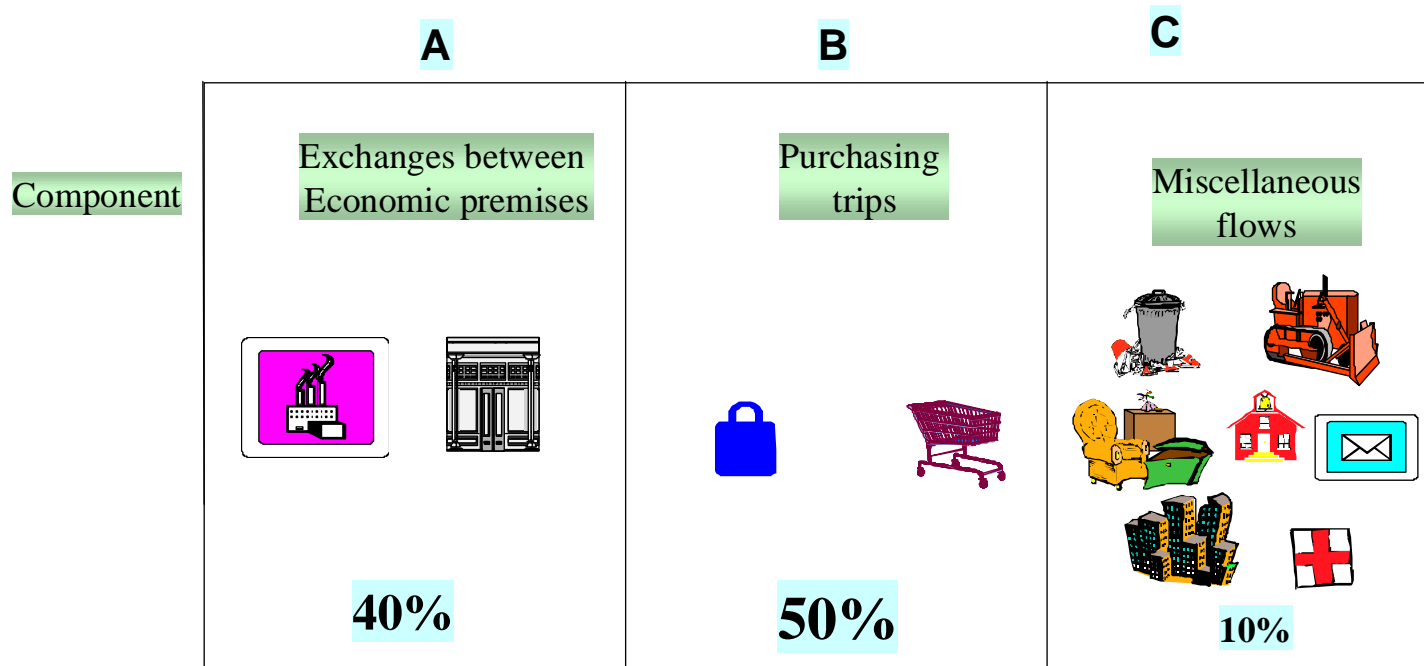 A
B
C
Component
Exchanges between
Economic premises
Purchasing
trips
Miscellaneous
flows
40%
50%
10%